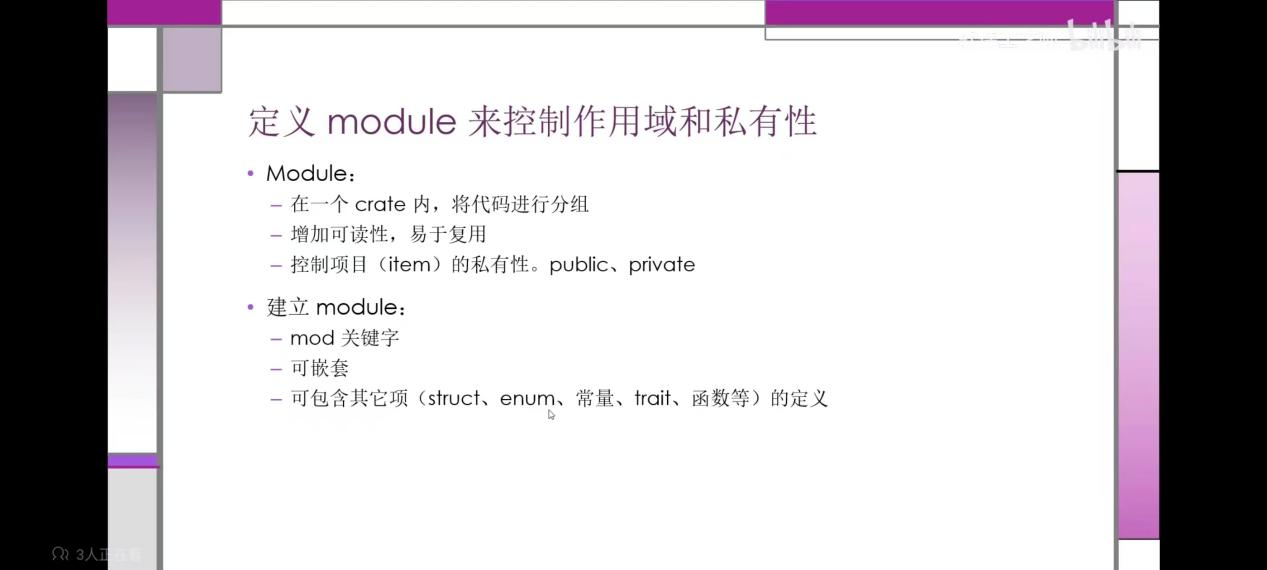 bilibili
定义 module 来控制作用域和私有性
• Module：
– 在一个 crate 内，将代码进行分组
– 增加可读性，易于复用
– 控制项目（item）的私有性。public、private
• 建立 module：
– mod 关键字
– 可嵌套
– 可包含其它项（struct、enum、常量、trait、函数等）的定义
3人正在看